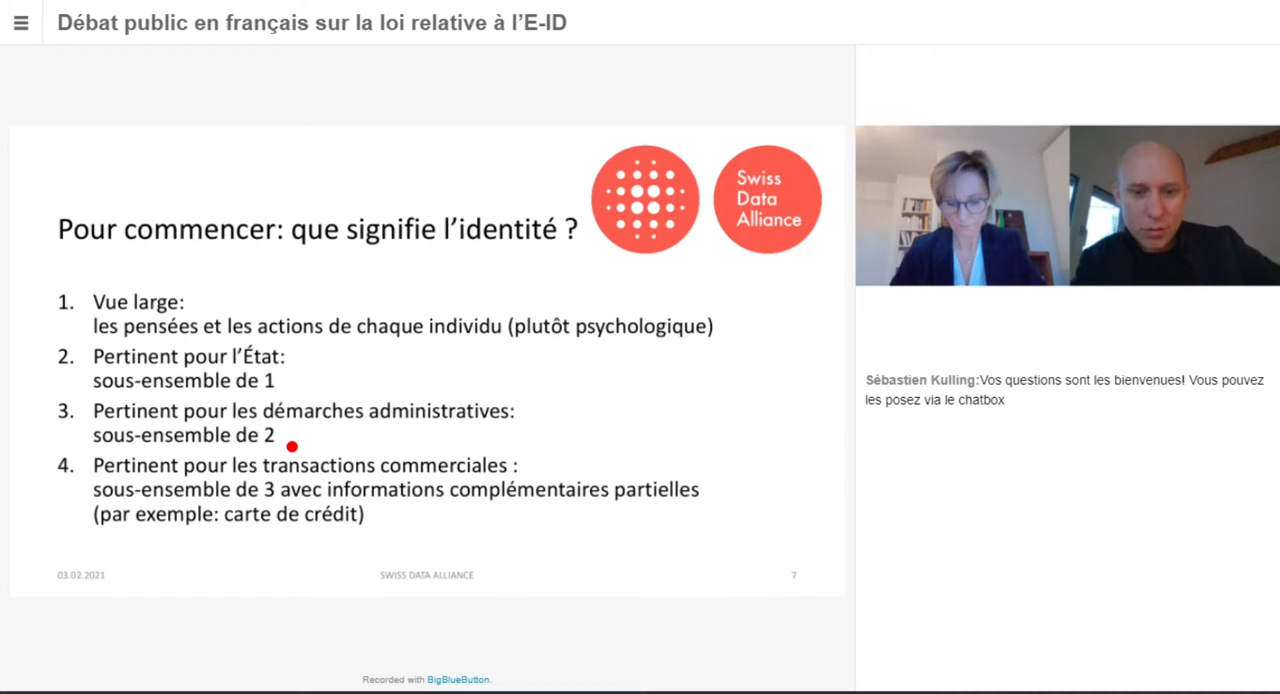 Débat public en français sur la loi relative à l’E-ID
Swiss
Data
Alliance
Pour commencer: que signifie l’identité ?
1. Vue large:
les pensées et les actions de chaque individu (plutôt psychologique)
2. Pertinent pour l’État:
sous-ensemble de 1
3. Pertinent pour les démarches administratives:
sous-ensemble de 2
4. Pertinent pour les transactions commerciales :
sous-ensemble de 3 avec informations complémentaires partielles
(par exemple: carte de crédit)
03.02.2021 SWISS DATA ALLIANCE 7
Sébastien Kulling:Vos questions sont les bienvenues! Vous pouvez
les posez via le chatbox
Recorded with BigBlueButton.